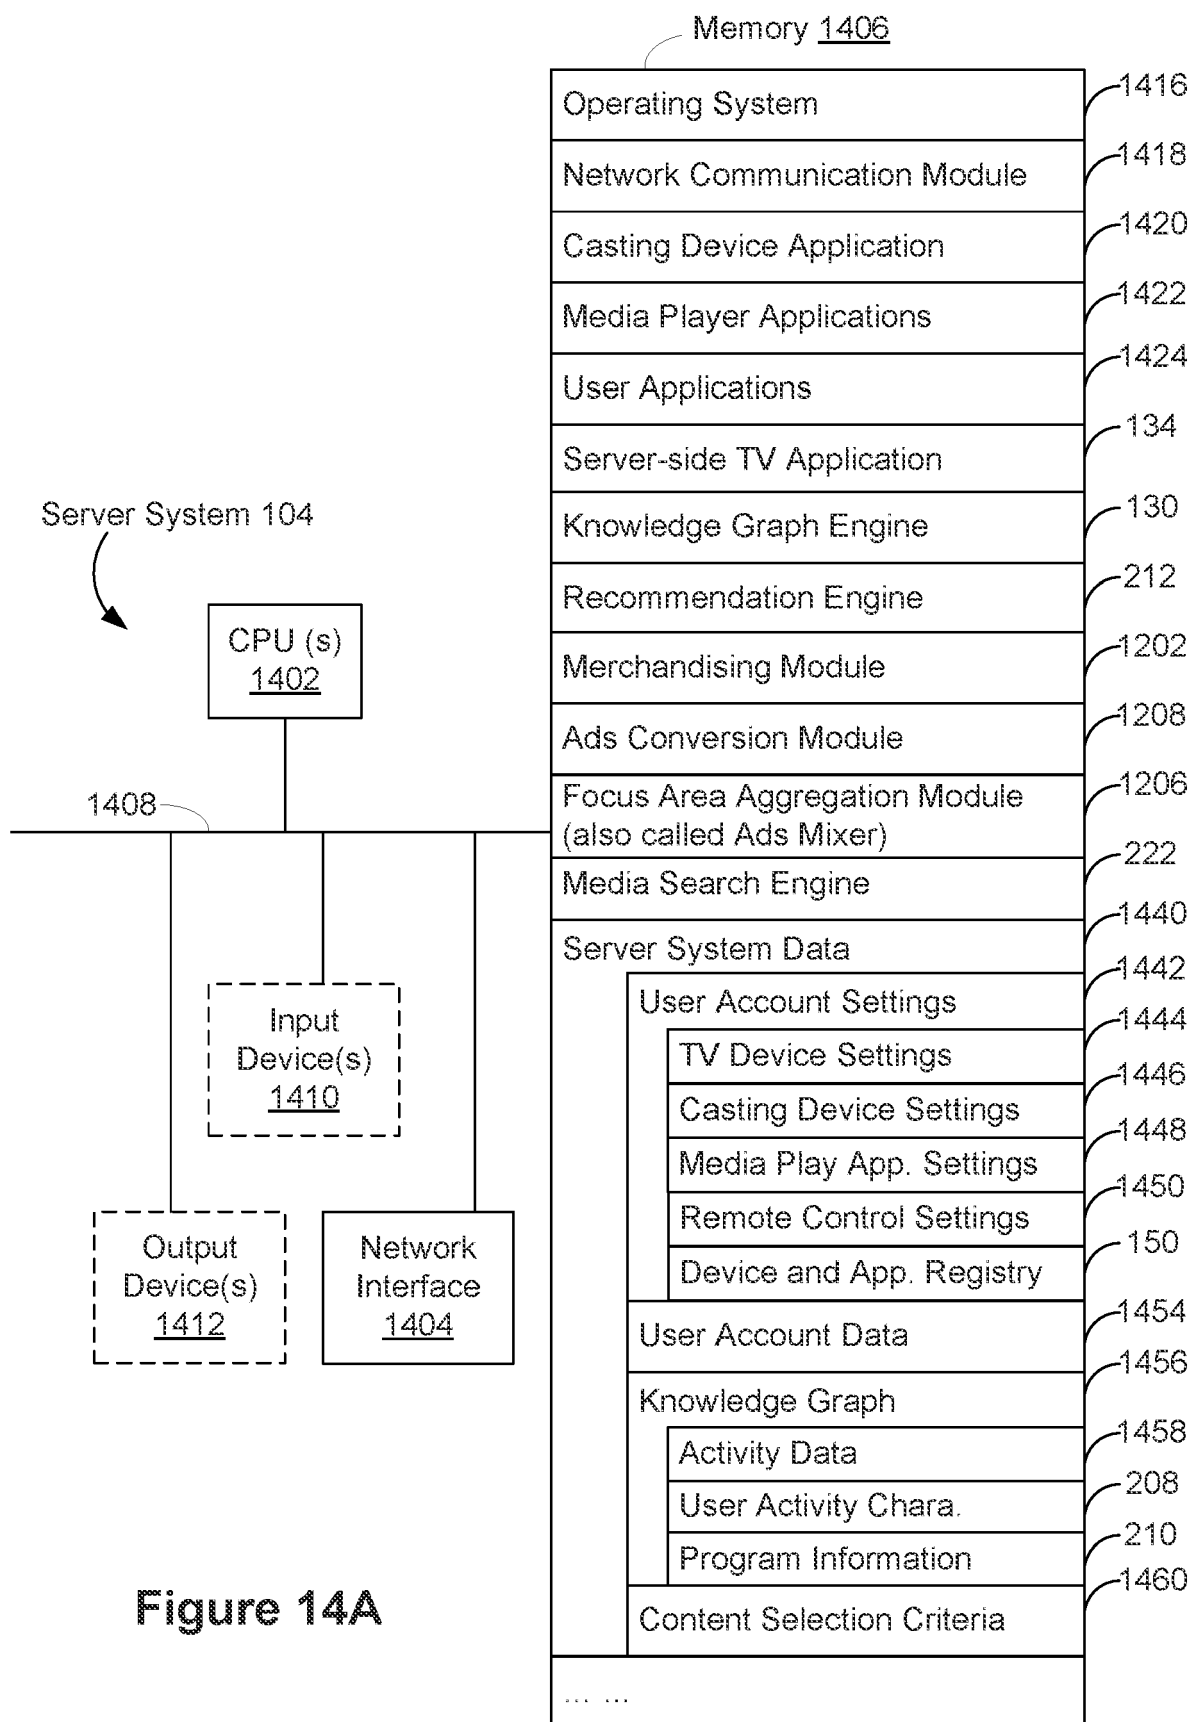 Memory 1406
Operating System
1416
Network Communication Module
1418
Casting Device Application
1420
Media Player Applications
1422
User Applications
1424
Server-side TV Application
134
Knowledge Graph Engine
130
Recommendation Engine
212
Merchandising Module
1202
Ads Conversion Module
1208
Focus Area Aggregation Module
(also called Ads Mixer)
1206
Media Search Engine
222
Server System Data
1440
User Account Settings
1442
TV Device Settings
1444
Casting Device Settings
1446
Media Play App. Settings
1448
Remote Control Settings
1450
Device and App. Registry
150
User Account Data
1454
Knowledge Graph
1456
Activity Data
1458
User Activity Chara.
208
Program Information
210
Content Selection Criteria
1460
... ...
Server System 104
CPU (s)
1402
1408
Input
Device(s)
1410
Output
Device(s)
1412
Network
Interface
1404
Figure 14A